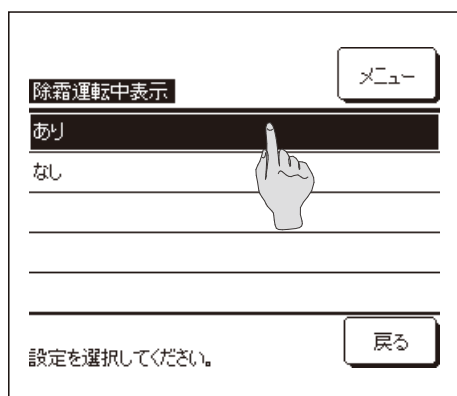 メニュー
除霜運転中表示
あり
なし
設定を選択してください。
戻る